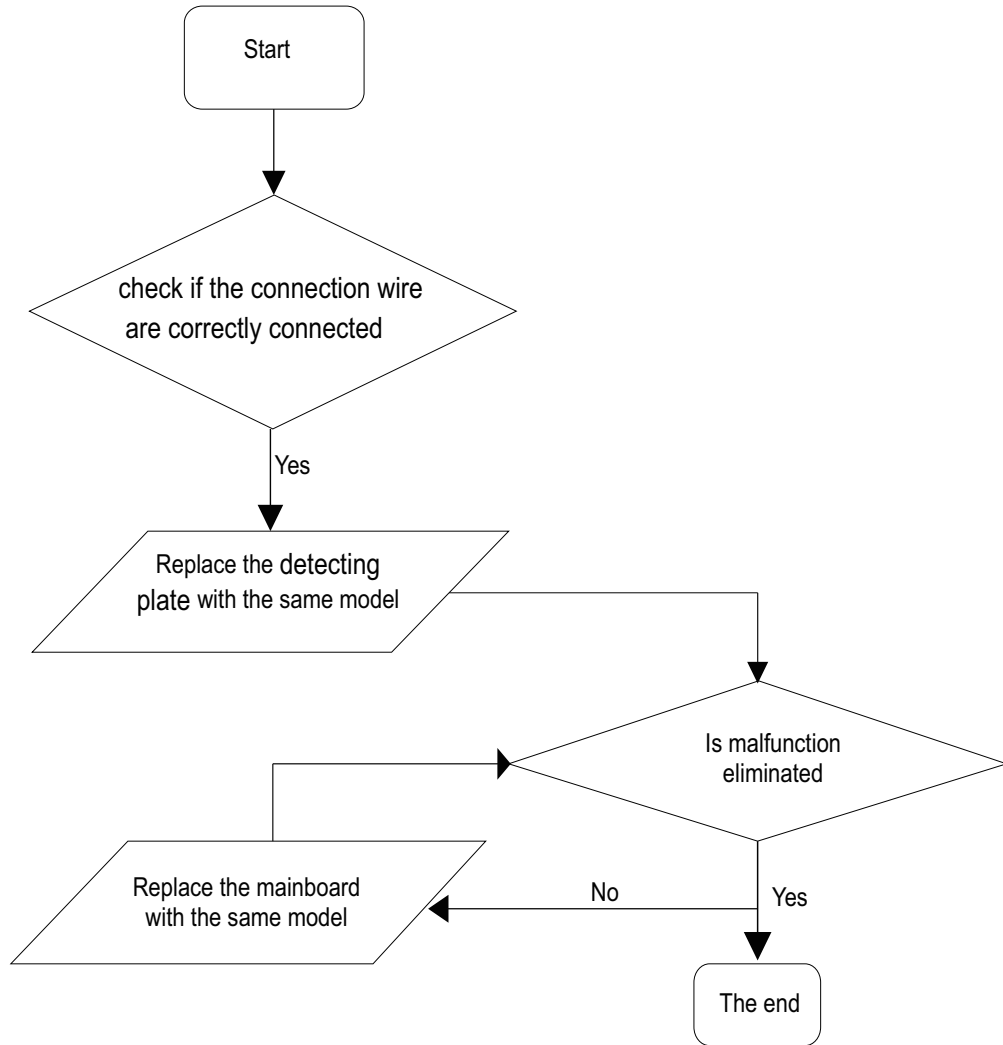 Start
check if the connection wire
are correctly connected
Yes
Replace the detecting
plate with the same model
Is malfunction
eliminated
Replace the mainboard
with the same model
No
Yes
The end